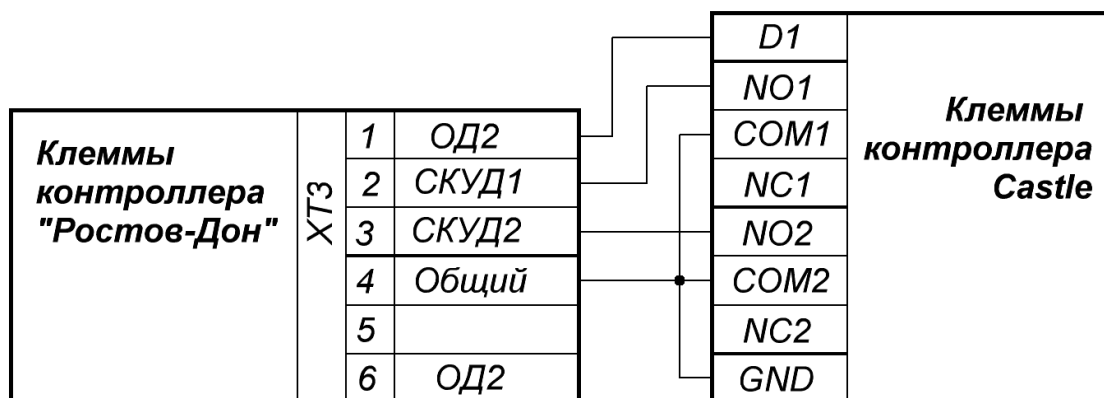 Клеммы
контроллера
"Ростов-Дон"
ХТ3
1 ОД2
2 СКУД1
3 СКУД2
4 Общий
5
6 ОД2
D1
NO1
COM1
NC1
NO2
COM2
NC2
GND
Клеммы
контроллера
Castle